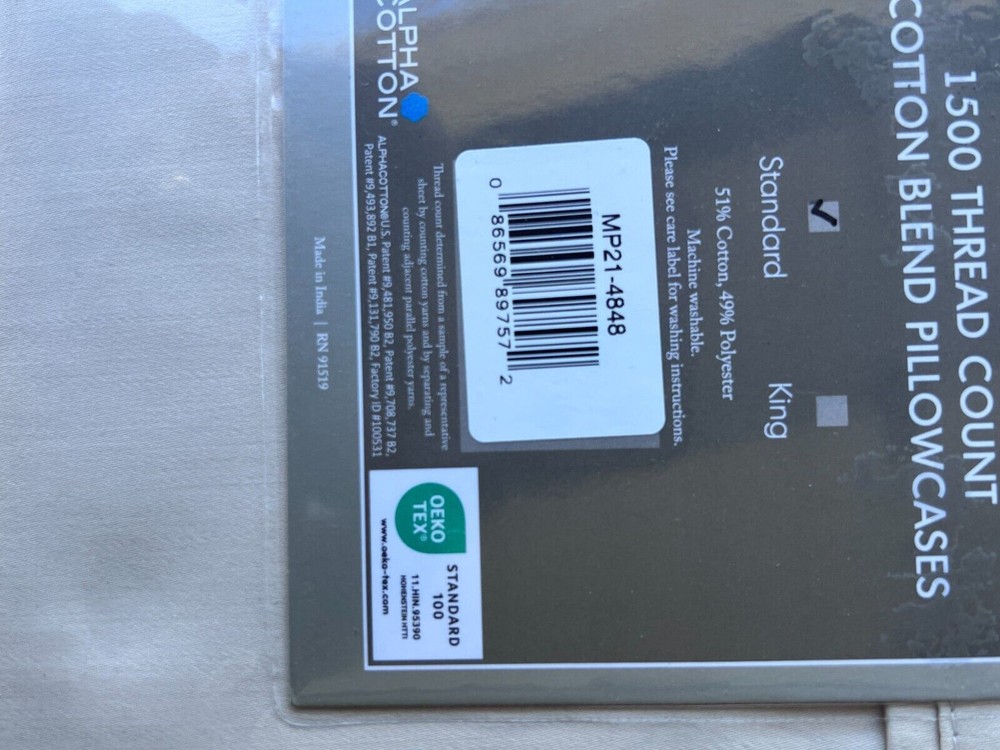 1500 THREAD COUNT
COTTON BLEND PILLOWCASES
✓
Standard King
51% Cotton, 49% Polyester
Machine washable.
Please see care label for washing instructions.
MP21-4848
0 86569 89757 2
Thread count determined from a sample of a representative
sheet by counting cotton yarns and by separating and
counting adjacent parallel polyester yarns.
ALPHA
COTTON®
ALPHACOTTON® U.S. Patent #9,481,950 B2, Patent #9,708,737 B2,
Patent #9,493,892 B1, Patent #9,131,790 B2, Factory ID #100531
Made in India | RN 91519
OEKO
TEX®
STANDARD
100
11.HIN.95390
HOHENSTEIN HTTI
www.oeko-tex.com